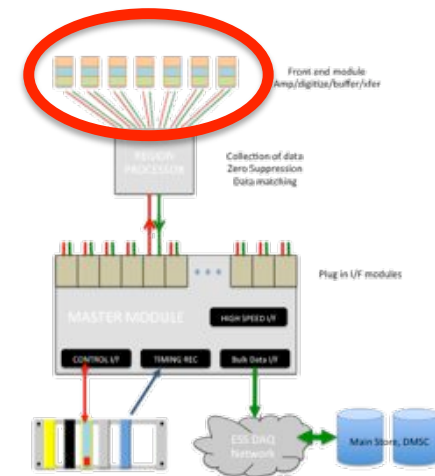 Front end module
Amp/digitize/buffer/xfer
REGION
PROCESSOR
Collection of data
Zero Suppression
Data matching
Plug in I/F modules
MASTER MODULE
HIGH SPEED I/F
CONTROL I/F
TIMING REC
Bulk Data I/F
ESS DAQ
Network
Main Store, DMSC